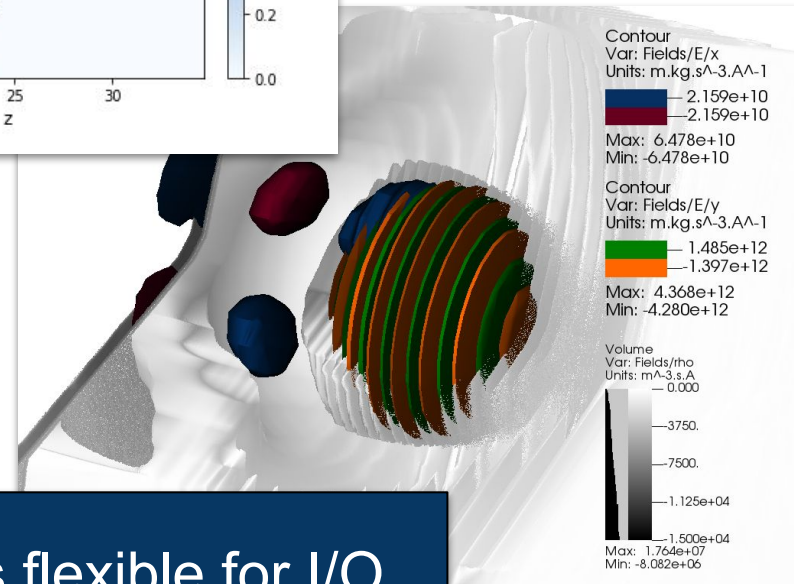 0.2
0.0
25 30
z
Contour
Var: Fields/E/x
Units: m.kg.s^-3.A^-1
2.159e+10
-2.159e+10
Max: 6.478e+10
Min: -6.478e+10
Contour
Var: Fields/E/y
Units: m.kg.s^-3.A^-1
1.485e+12
-1.397e+12
Max: 4.368e+12
Min: -4.280e+12
Volume
Var: Fields/rho
Units: m^-3.s.A
0.000
-3750.
-7500.
-1.125e+04
-1.500e+04
Max: 1.764e+07
Min: -8.082e+06
s flexible for I/O